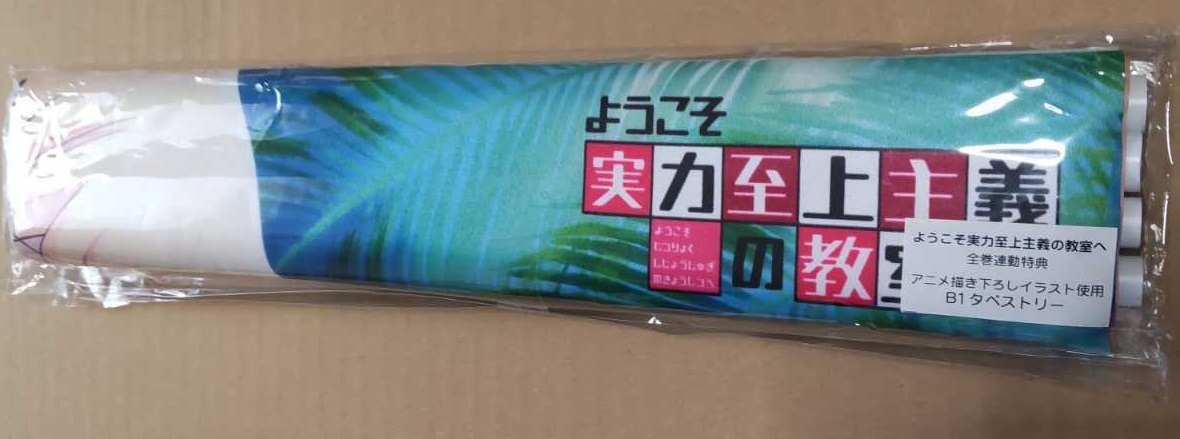 ようこそ
実力至上主義
ようこそ
じつりょく
しじょうしゅぎ
のきょうしつへ
の教
ようこそ実力至上主義の教室へ
全巻連動特典
アニメ描き下ろしイラスト使用
B1タペストリー